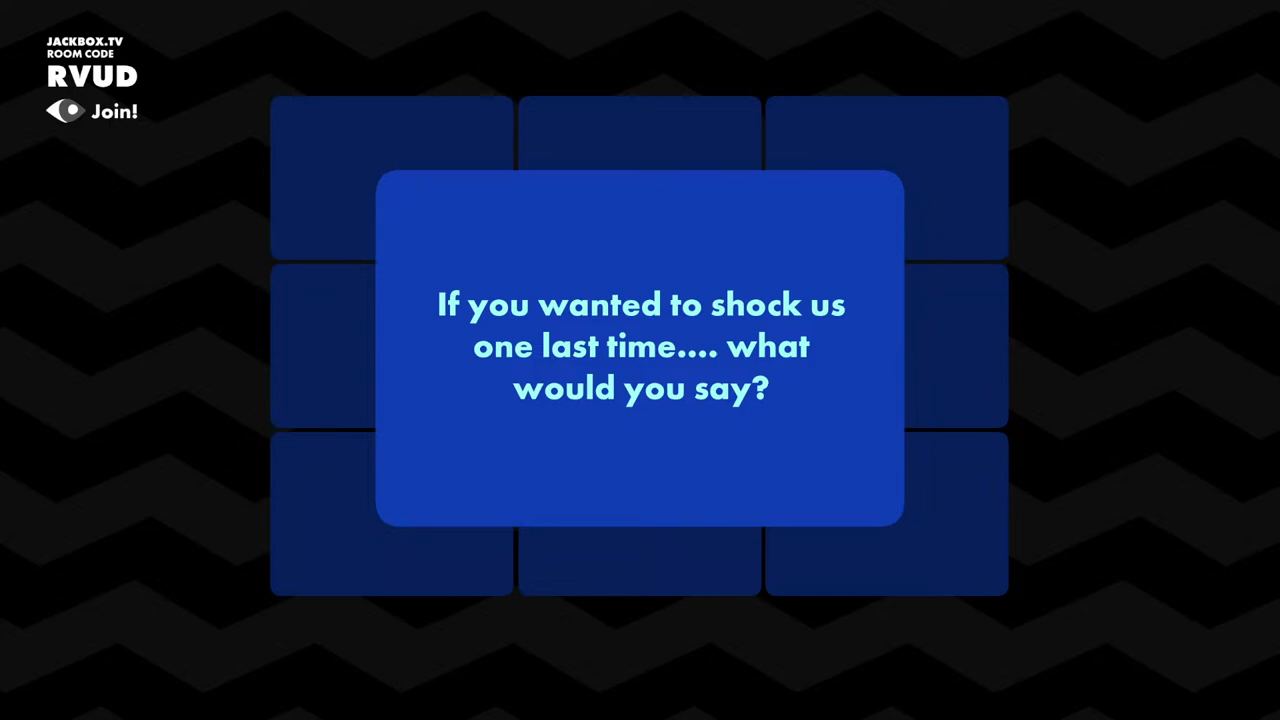 JACKBOX.TV
ROOM CODE
RVUD
Join!
If you wanted to shock us
one last time.... what
would you say?